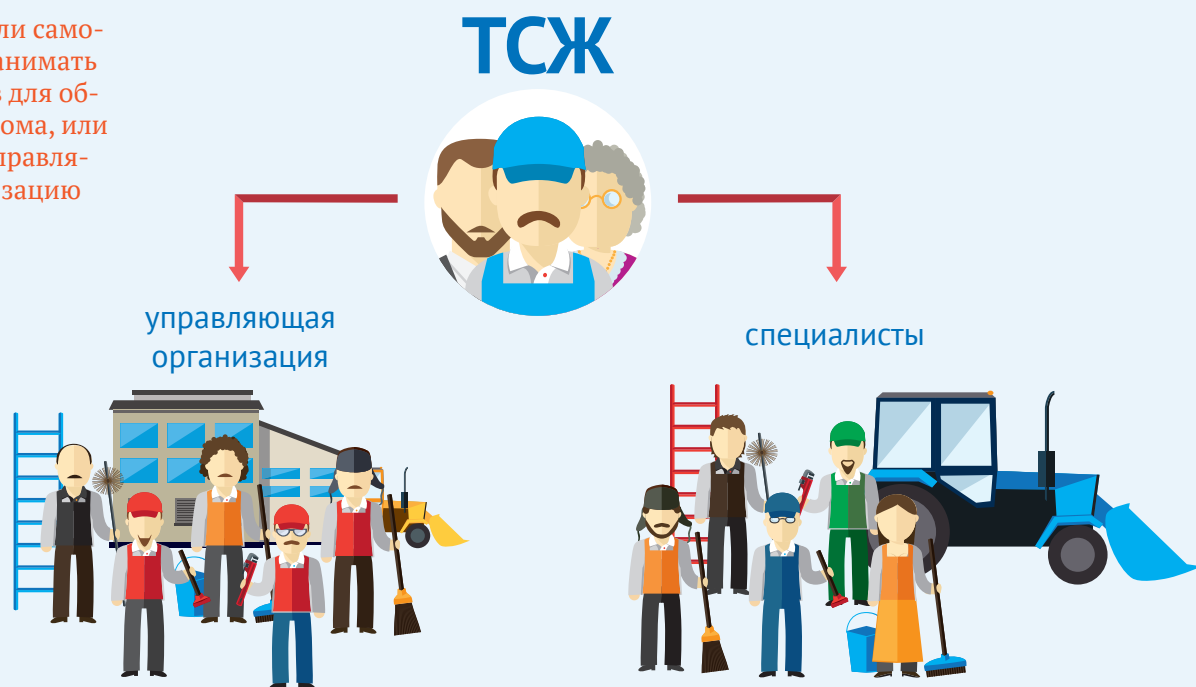 ли само-
анимать
в для об-
ома, или
правля-
зацию
ТСЖ
управляющая
организация
специалисты